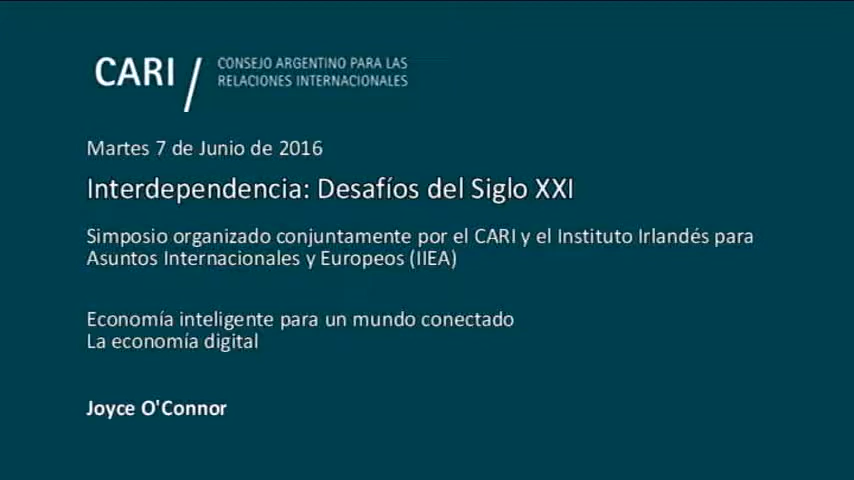 CARI / CONSEJO ARGENTINO PARA LAS
RELACIONES INTERNACIONALES
Martes 7 de Junio de 2016
Interdependencia: Desafíos del Siglo XXI
Simposio organizado conjuntamente por el CARI y el Instituto Irlandés para
Asuntos Internacionales y Europeos (IIEA)
Economía inteligente para un mundo conectado
La economía digital
Joyce O'Connor